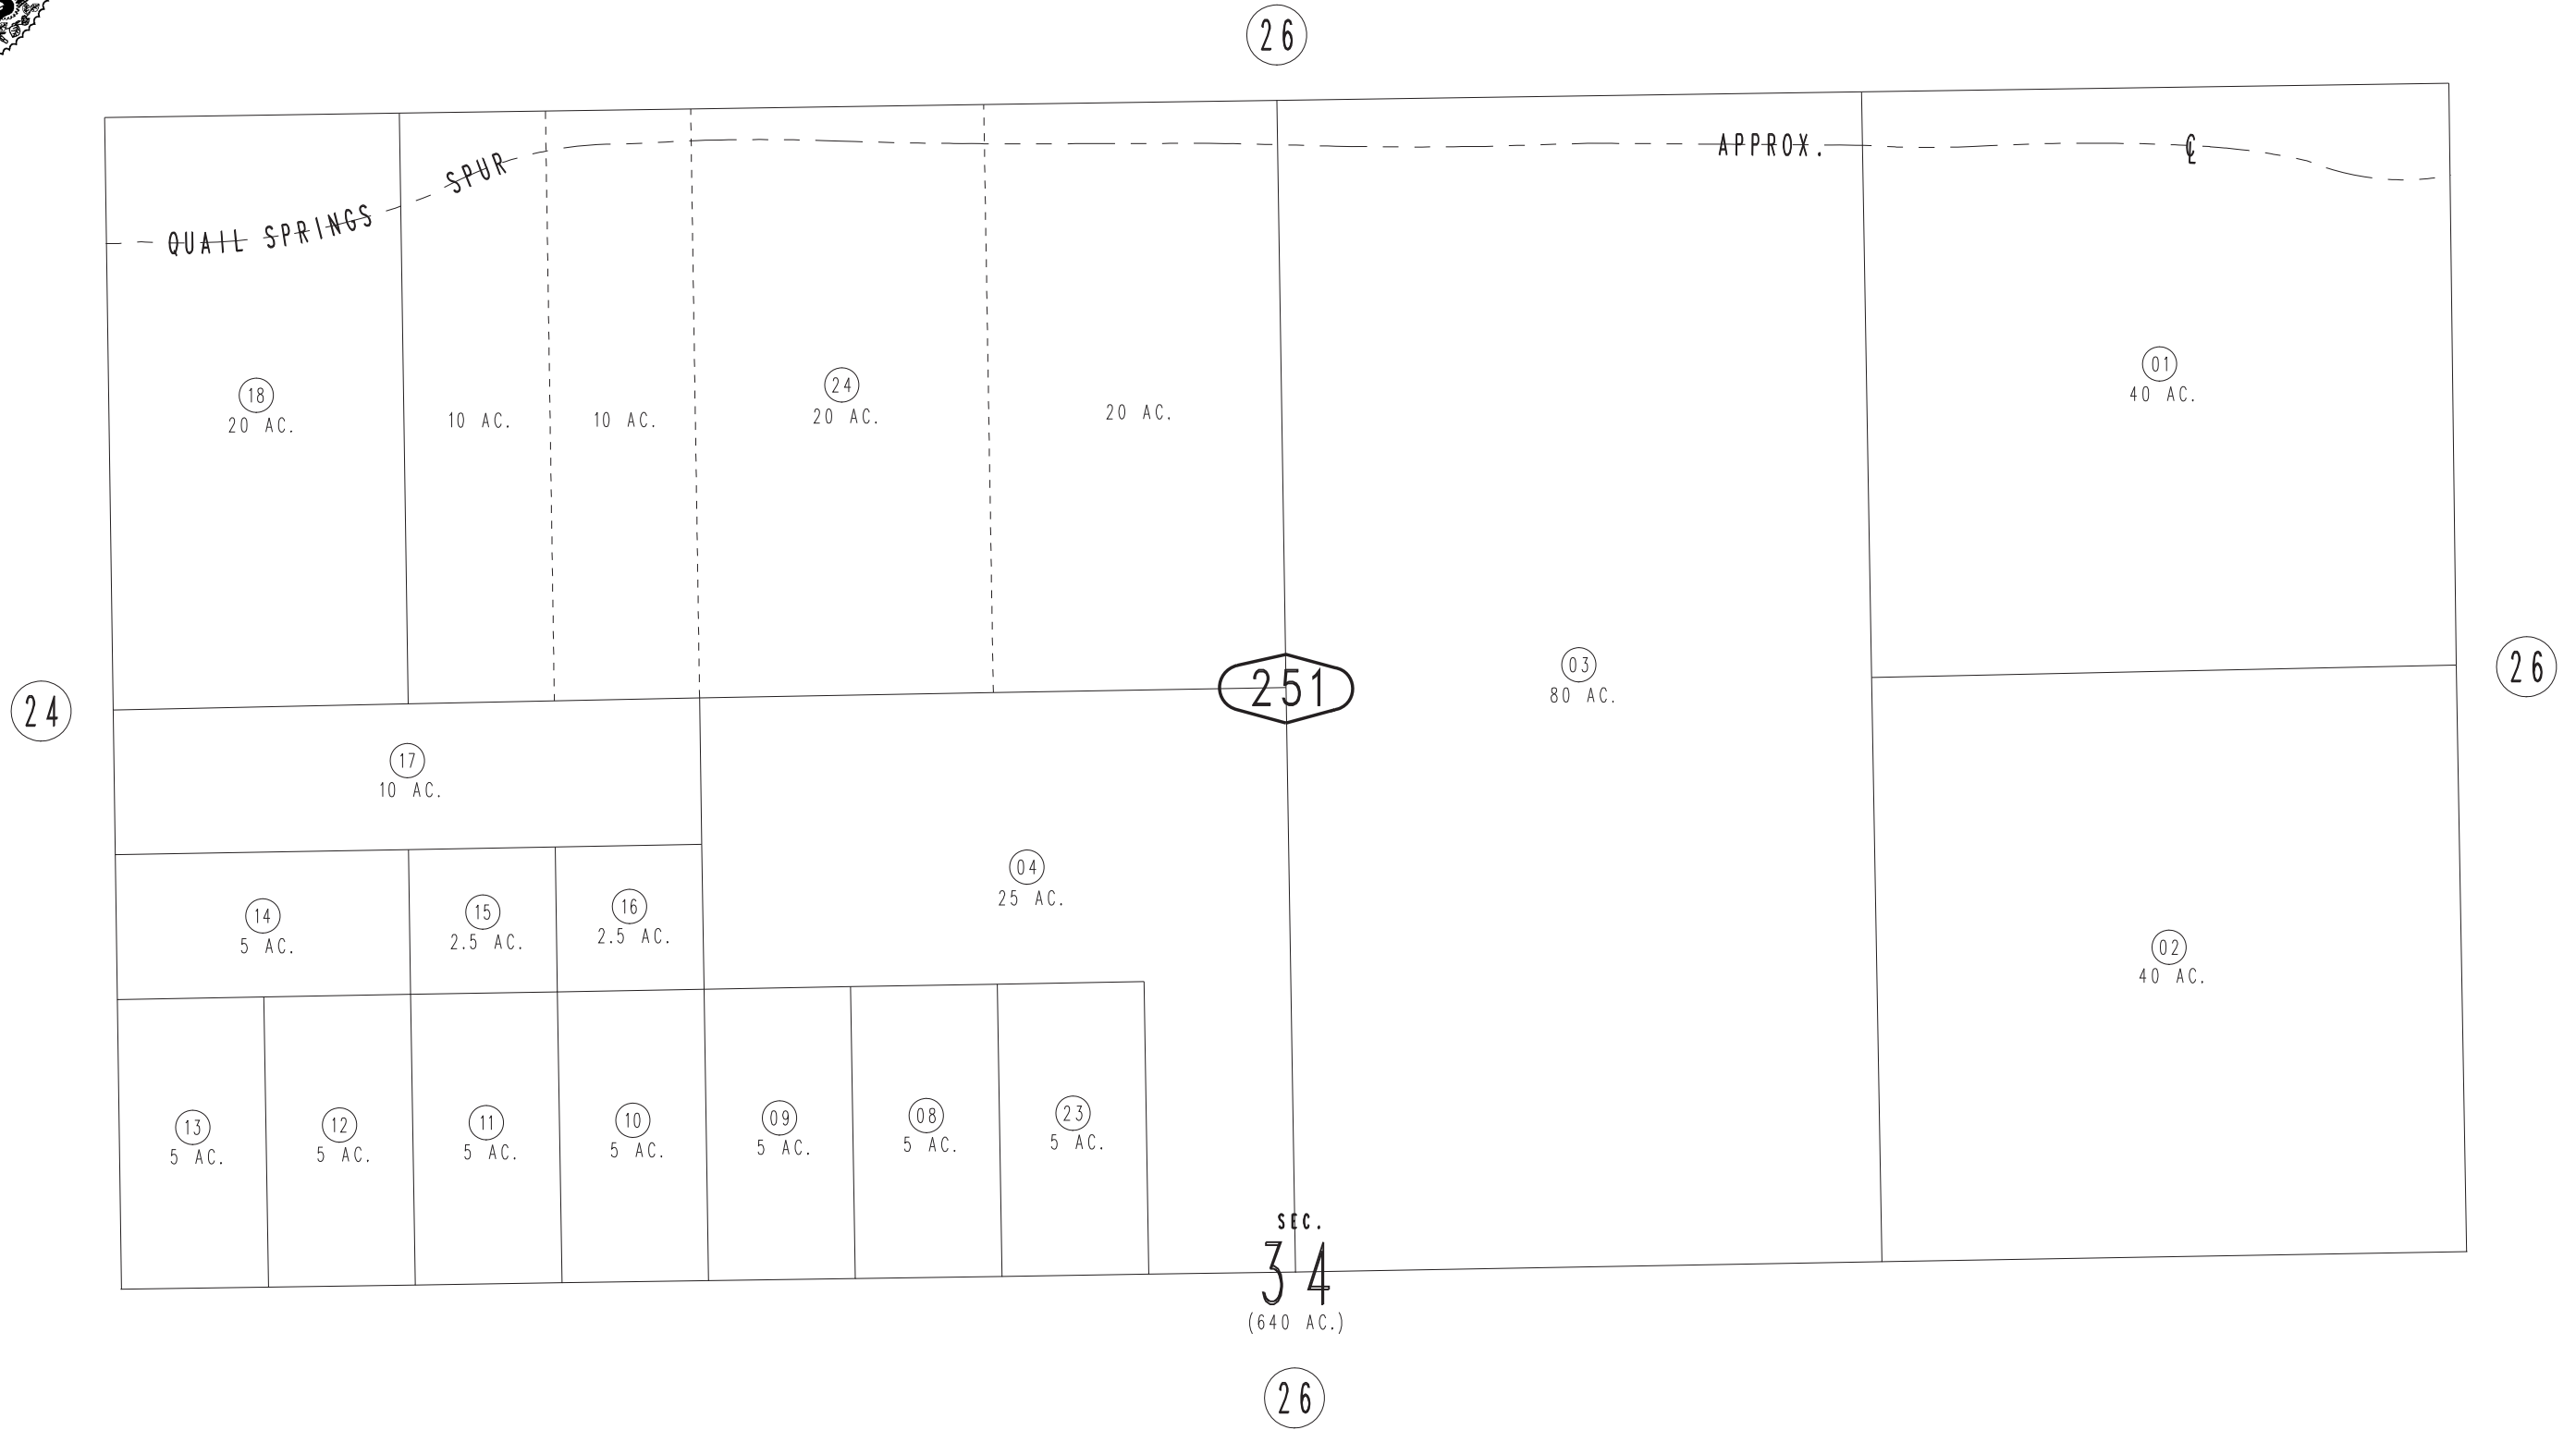 26
APPROX.
℄
QUAIL SPRINGS SPUR
18
20 AC.
10 AC.
10 AC.
24
20 AC.
20 AC.
01
40 AC.
03
80 AC.
251
24
26
17
10 AC.
04
25 AC.
14
5 AC.
15
2.5 AC.
16
2.5 AC.
02
40 AC.
13
5 AC.
12
5 AC.
11
5 AC.
10
5 AC.
09
5 AC.
08
5 AC.
23
5 AC.
SEC.
34
(640 AC.)
26